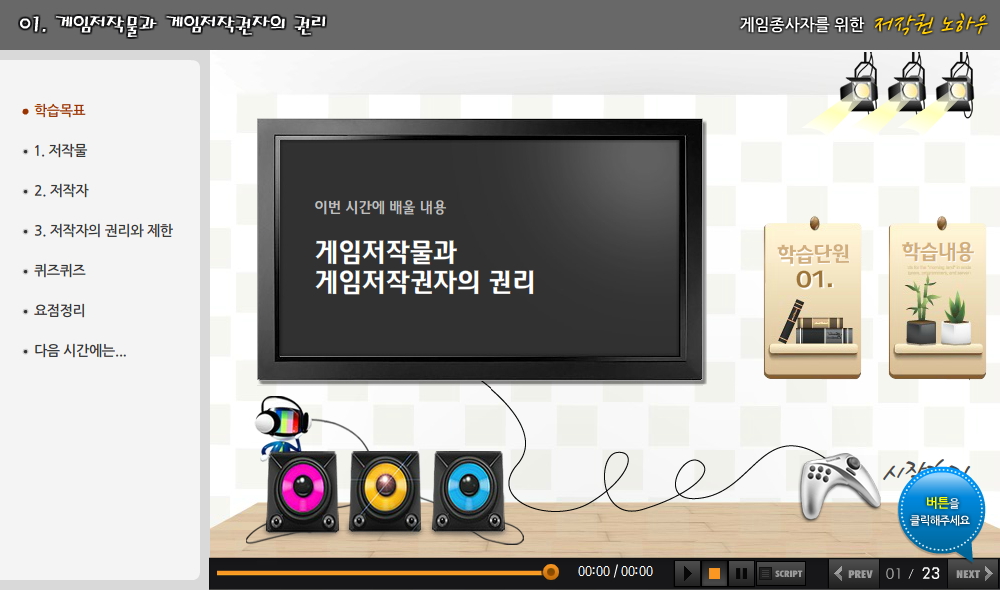 01. 게임저작물과 게임저작권자의 권리
게임종사자를 위한 저작권 노하우
학습목표
1. 저작물
2. 저작자
3. 저작자의 권리와 제한
퀴즈퀴즈
요점정리
다음 시간에는...
이번 시간에 배울 내용
게임저작물과
게임저작권자의 권리
학습단원
01.
학습내용
버튼을
클릭해주세요
00:00 / 00:00
SCRIPT
PREV
01 / 23
NEXT